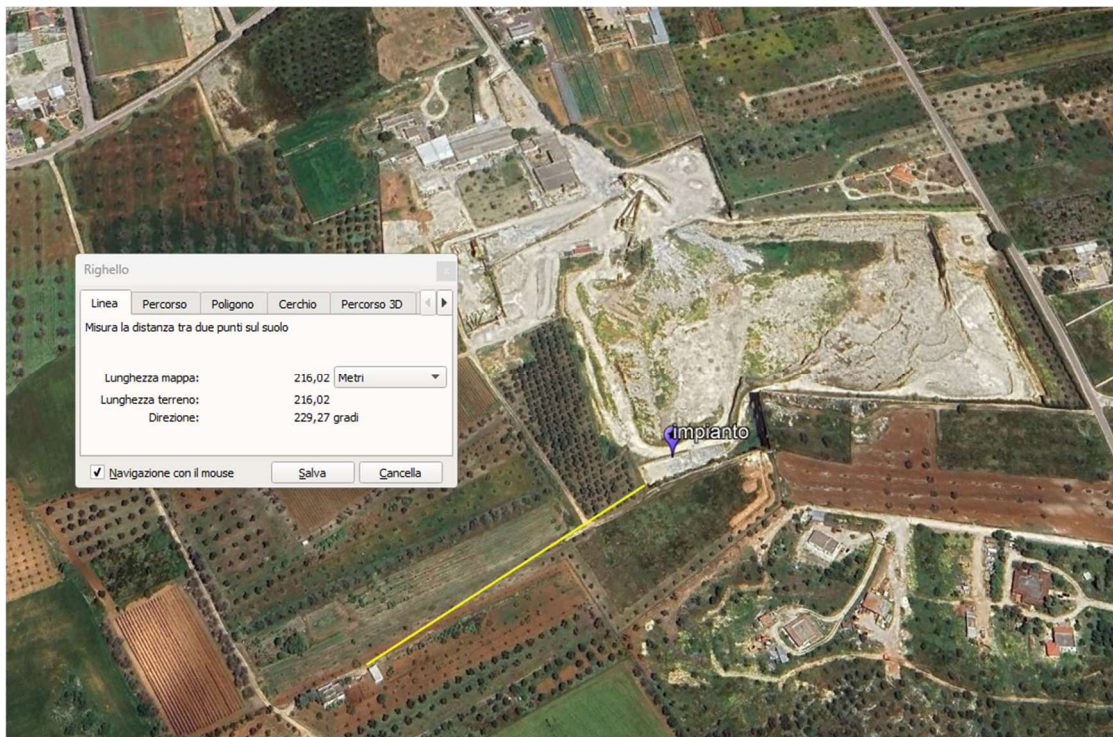 Righello
Linea Percorso Poligono Cerchio Percorso 3D
Misura la distanza tra due punti sul suolo
Lunghezza mappa: 216,02 Metri
Lunghezza terreno: 216,02
Direzione: 229,27 gradi
Navigazione con il mouse Salva Cancella
impianto